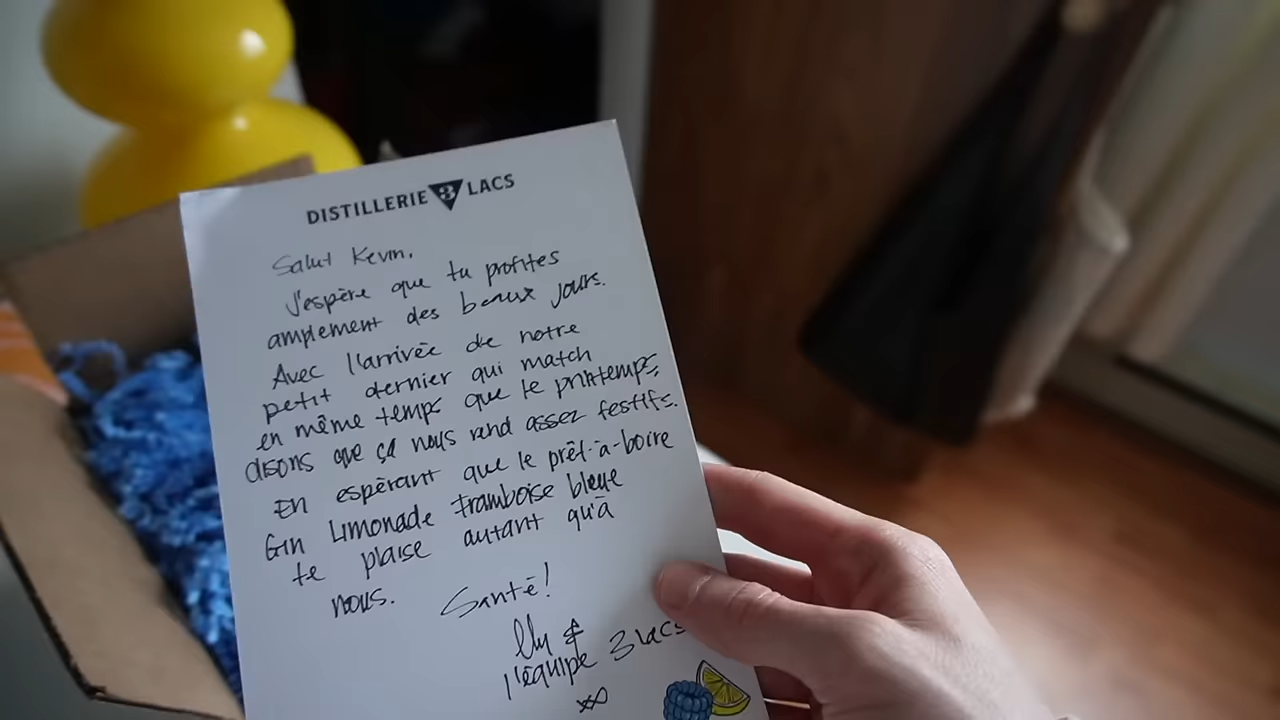 DISTILLERIE 3 LACS
Salut Kevin,
J'espère que tu profites
amplement des beaux jours.
Avec l'arrivée de notre
petit dernier qui match
en même temps que le printemps,
disons que ça nous rend assez festifs.
En espérant que le prêt-à-boire
Gin Limonade Framboise bleue
te plaise autant qu'à
nous. Santé!
&
l'équipe 3 lacs
xx